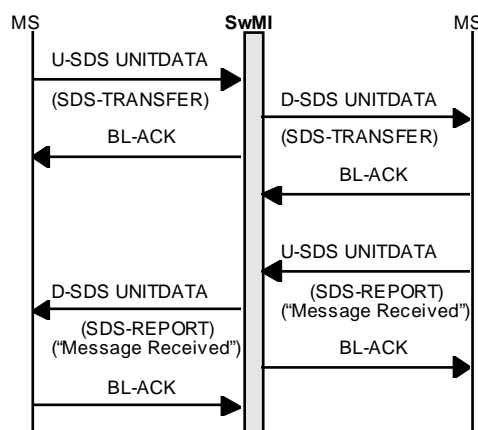 MS
SwMI
MS
U-SDS UNITDATA
(SDS-TRANSFER)
D-SDS UNITDATA
(SDS-TRANSFER)
BL-ACK
BL-ACK
U-SDS UNITDATA
(SDS-REPORT)
(“Message Received”)
D-SDS UNITDATA
(SDS-REPORT)
(“Message Received”)
BL-ACK
BL-ACK